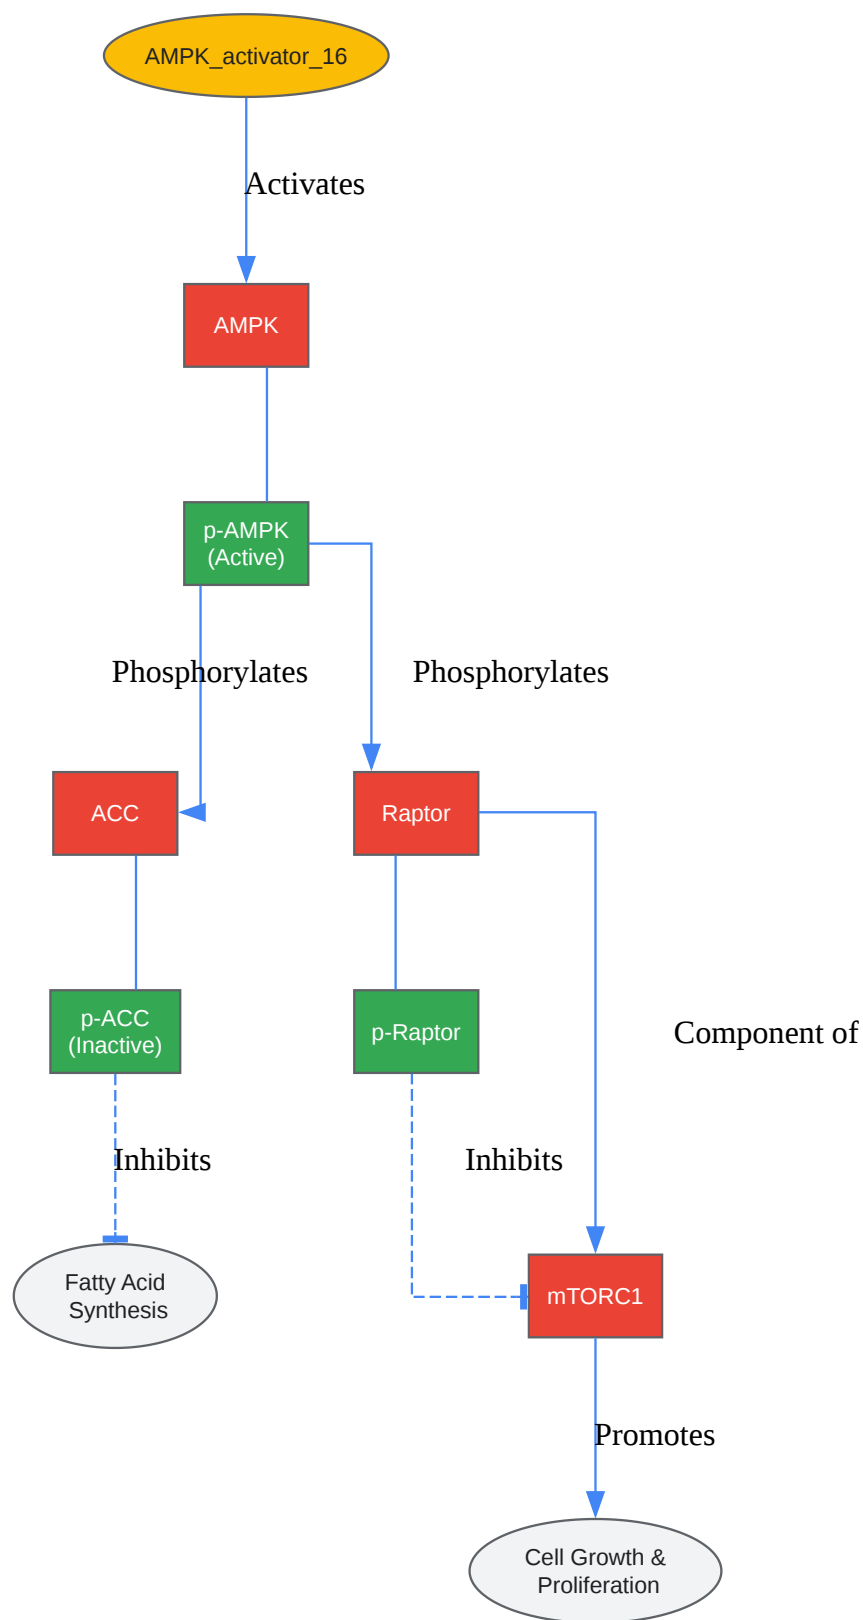 AMPK_activator_16
Activates
AMPK
p-AMPK
(Active)
Phosphorylates
Phosphorylates
ACC
Raptor
p-ACC
(Inactive)
p-Raptor
Component of
Inhibits
Inhibits
Fatty Acid
Synthesis
mTORC1
Promotes
Cell Growth &
Proliferation